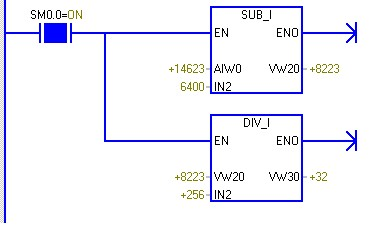 SM0.0=ON
SUB_I
EN ENO
+14623 AIW0 VW20 +8223
6400 IN2
DIV_I
EN ENO
+8223 VW20 VW30 +32
+256 IN2